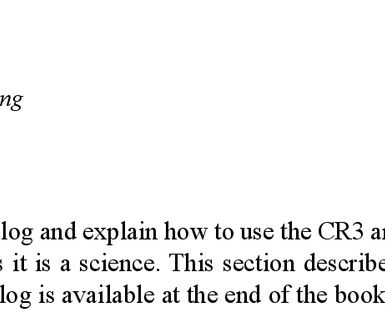 ng
log and explain how to use the CR3 a
s it is a science. This section describe
log is available at the end of the book